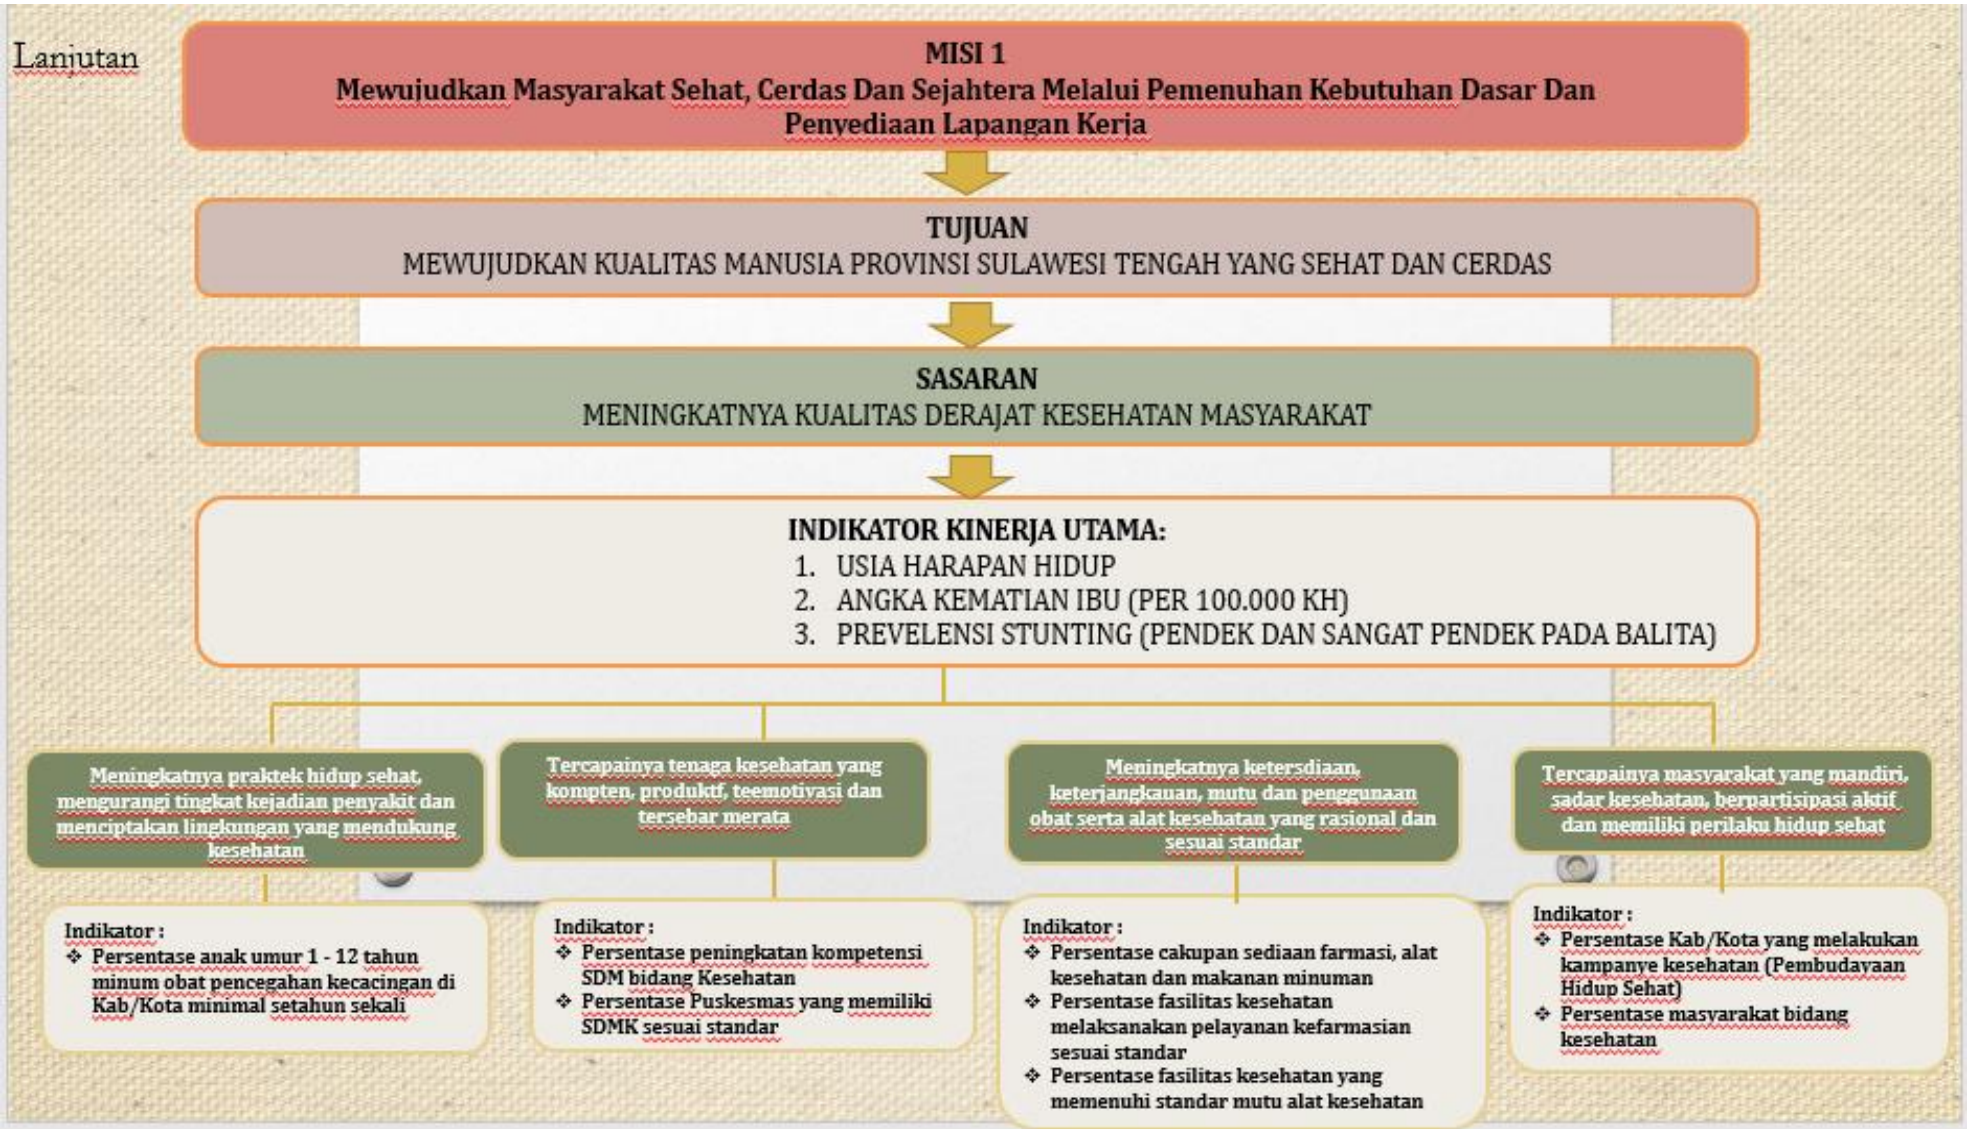 Lanjutan
MISI 1
Mewujudkan Masyarakat Sehat, Cerdas Dan Sejahtera Melalui Pemenuhan Kebutuhan Dasar Dan
Penyediaan Lapangan Kerja
TUJUAN
MEWUJUDKAN KUALITAS MANUSIA PROVINSI SULAWESI TENGAH YANG SEHAT DAN CERDAS
SASARAN
MENINGKATNYA KUALITAS DERAJAT KESEHATAN MASYARAKAT
INDIKATOR KINERJA UTAMA:
1. USIA HARAPAN HIDUP
2. ANGKA KEMATIAN IBU (PER 100.000 KH)
3. PREVELENSI STUNTING (PENDEK DAN SANGAT PENDEK PADA BALITA)
Meningkatnya praktek hidup sehat,
mengurangi tingkat kejadian penyakit dan
menciptakan lingkungan yang mendukung
kesehatan
Indikator :
❖ Persentase anak umur 1 - 12 tahun
minum obat pencegahan kecacingan di
Kab/Kota minimal setahun sekali
Tercapainya tenaga kesehatan yang
kompten, produktf, teemotivasi dan
tersebar merata
Indikator :
❖ Persentase peningkatan kompetensi
SDM bidang Kesehatan
❖ Persentase Puskesmas yang memiliki
SDMK sesuai standar
Meningkatnya ketersdiaan,
keterjangkauan, mutu dan penggunaan
obat serta alat kesehatan yang rasional dan
sesuai standar
Indikator :
❖ Persentase cakupan sediaan farmasi, alat
kesehatan dan makanan minuman
❖ Persentase fasilitas kesehatan
melaksanakan pelayanan kefarmasian
sesuai standar
❖ Persentase fasilitas kesehatan yang
memenuhi standar mutu alat kesehatan
Tercapainya masyarakat yang mandiri,
sadar kesehatan, berpartisipasi aktif
dan memiliki perilaku hidup sehat
Indikator :
❖ Persentase Kab/Kota yang melakukan
kampanye kesehatan (Pembudayaan
Hidup Sehat)
❖ Persentase masyarakat bidang
kesehatan